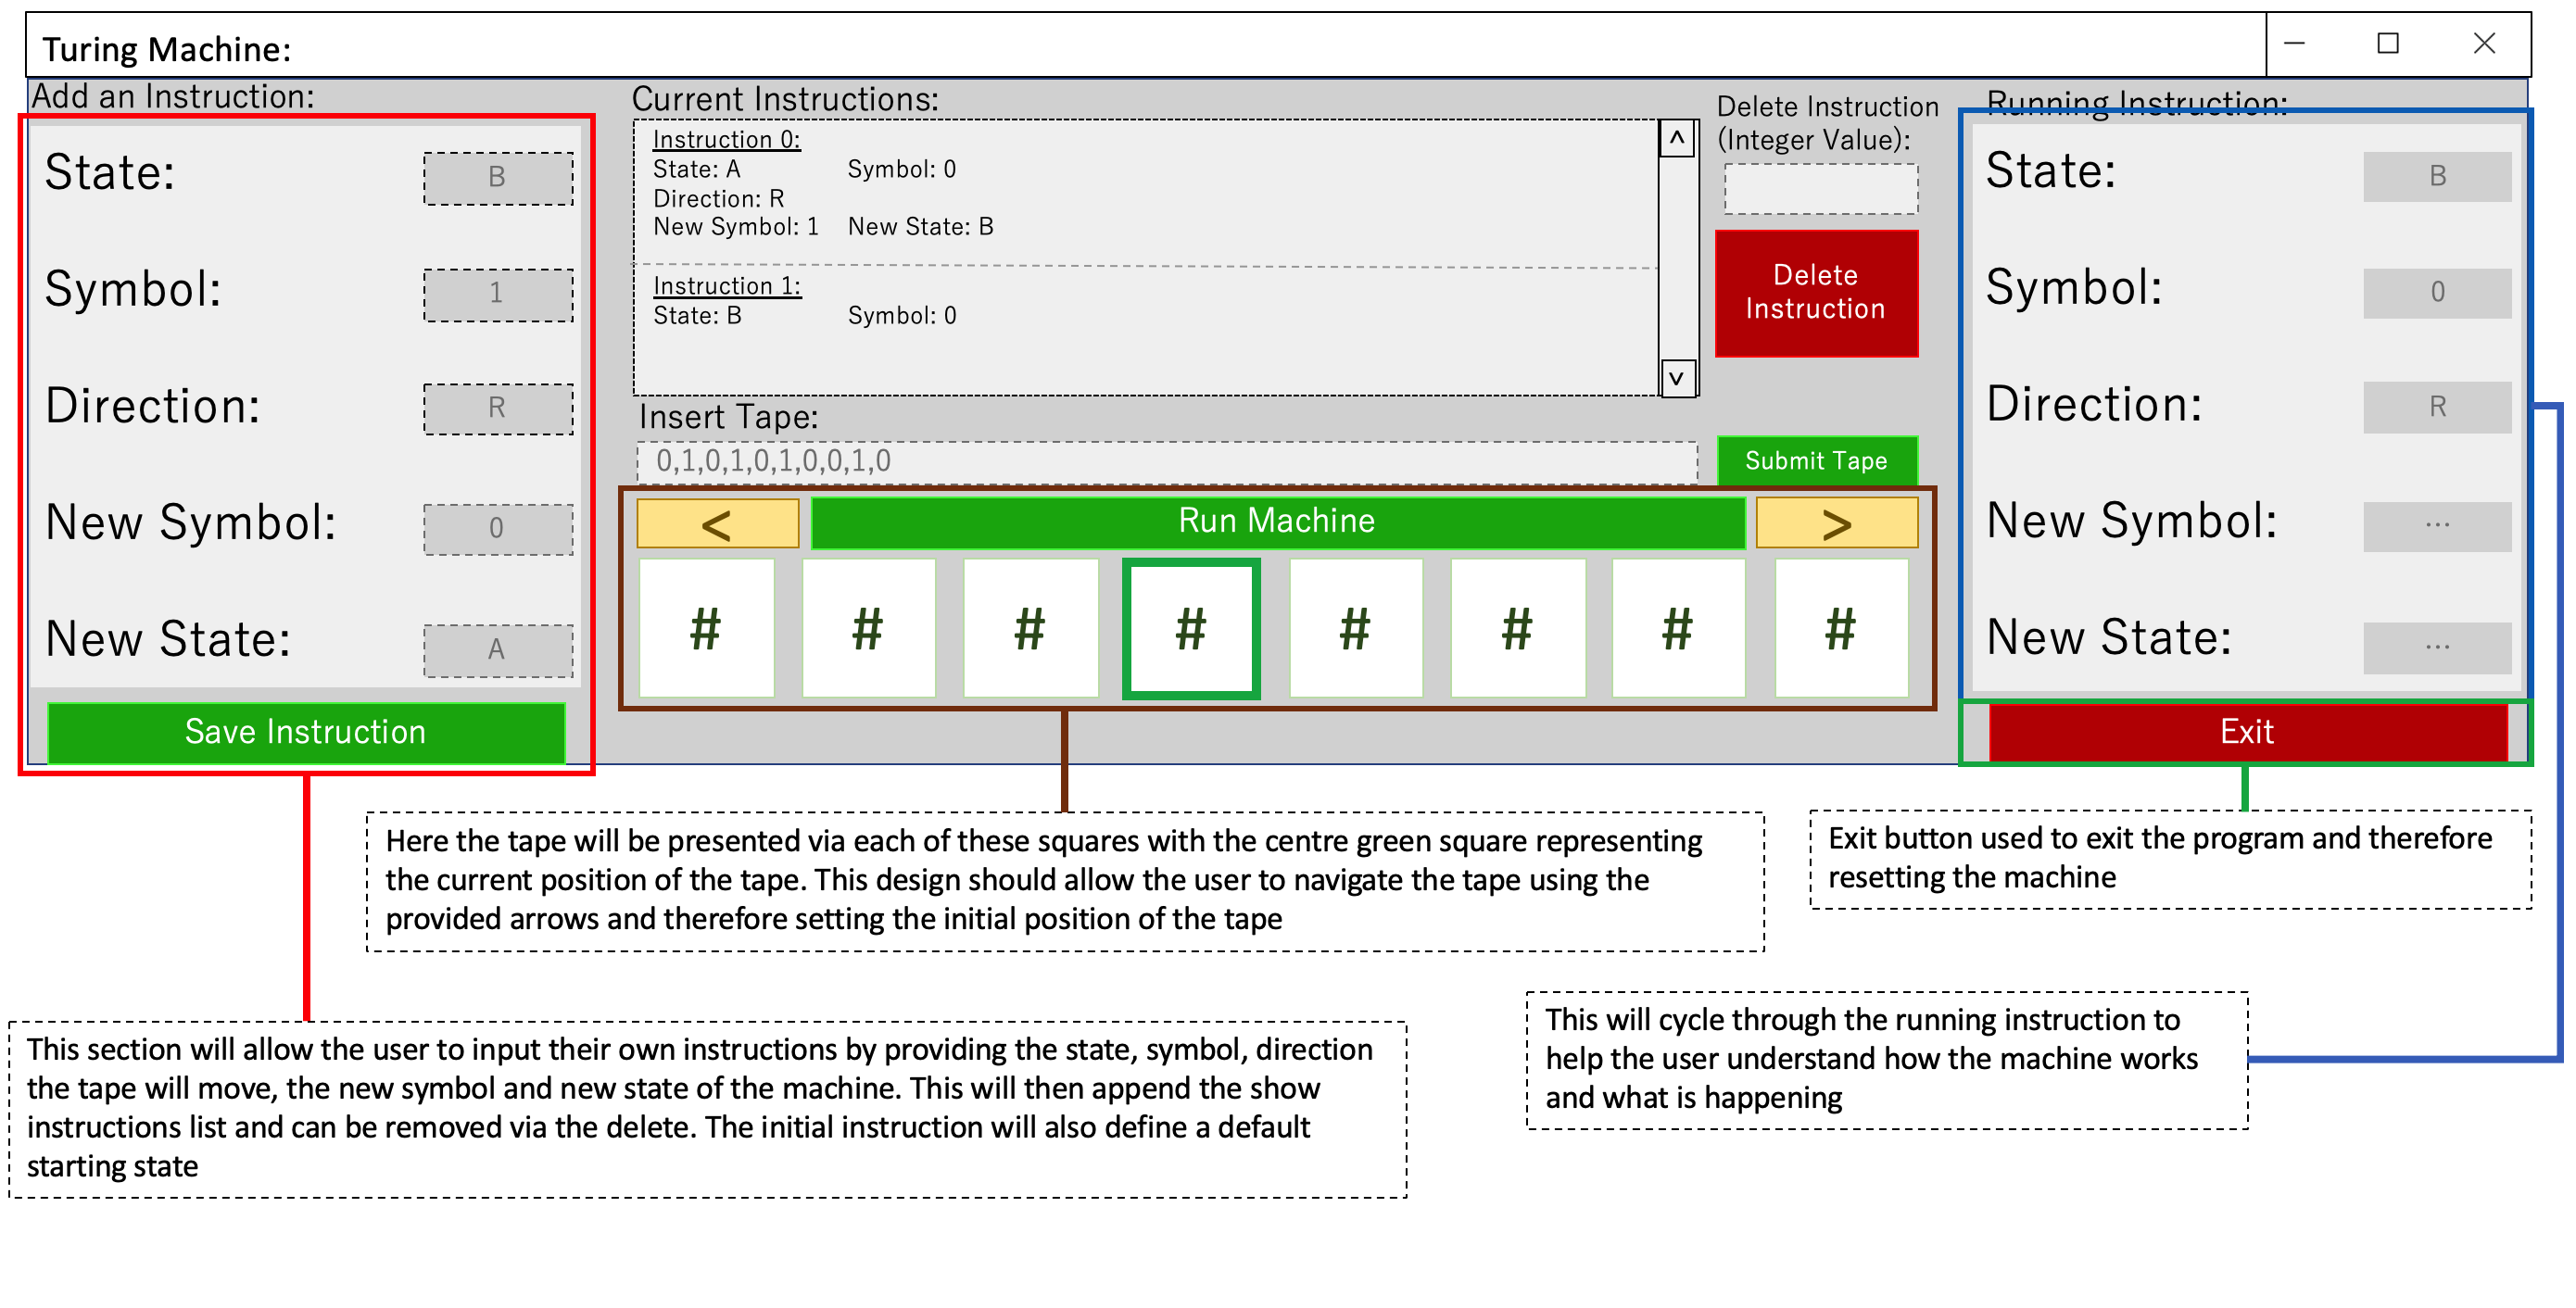 Turing Machine:
Add an Instruction:
State:
B
Symbol:
1
Direction:
R
New Symbol:
0
New State:
A
Save Instruction
Current Instructions:
Instruction 0:
State: A Symbol: 0
Direction: R
New Symbol: 1 New State: B
Instruction 1:
State: B Symbol: 0
^
v
Delete Instruction
(Integer Value):
Delete
Instruction
Insert Tape:
0,1,0,1,0,1,0,0,1,0
Submit Tape
< Run Machine >
# # # # # # # #
Running Instruction:
State:
B
Symbol:
0
Direction:
R
New Symbol:
...
New State:
...
Exit
Here the tape will be presented via each of these squares with the centre green square representing
the current position of the tape. This design should allow the user to navigate the tape using the
provided arrows and therefore setting the initial position of the tape
Exit button used to exit the program and therefore
resetting the machine
This section will allow the user to input their own instructions by providing the state, symbol, direction
the tape will move, the new symbol and new state of the machine. This will then append the show
instructions list and can be removed via the delete. The initial instruction will also define a default
starting state
This will cycle through the running instruction to
help the user understand how the machine works
and what is happening